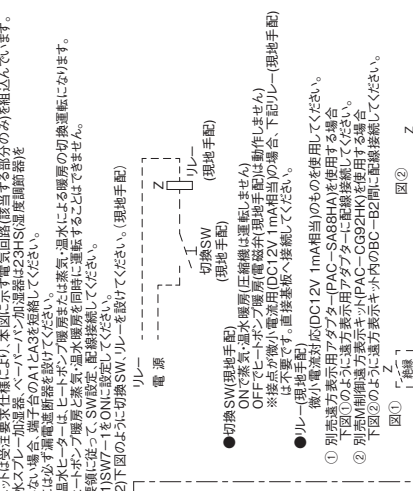 ットは受注要求仕様により、本図に示す電気回路(該当する部分のみ)を組込んでいます。
水スプレー加湿器、ペーパーパン加湿器は23HS(湿度調節器)を
ない場合、端子台のA1とA3を短絡してください。
には必ず漏電遮断器を設けてください。
温水ヒーターは、ヒートポンプ暖房または蒸気・温水による暖房の切換運転になります。
ヒートポンプ暖房と蒸気・温水暖房を同時に運転することはできません。
要領に従って、SW設定、配線接続してください。
1)SW7-1をONに設定してください。
2)下図のように切換SW、リレーを設けてください。(現地手配)
リレー
電 源
Z
リレー
(現地手配)
切換SW
(現地手配)
●切換SW(現地手配)
ONで蒸気・温水暖房(圧縮機は運転しません)
OFFでヒートポンプ暖房(電磁弁(現地手配)は動作しません)
※接点が微小電流用(DC12V 1mA相当)の場合、下記リレー(現地手配)
は不要です。直接基板へ接続してください。
●リレー(現地手配)
微小電流対応(DC12V 1mA相当)のものを使用してください。
① 別売遠方表示用アダプター(PAC-SA88HA)を使用する場合
下図①のように遠方表示用アダプターに配線接続してください。
② 別売M制御遠方表示キット(PAC-CG92HK)を使用する場合
下図②のように遠方表示キット内のBC-B2間に配線接続してください。
図①
図②
Z
Z
絶縁